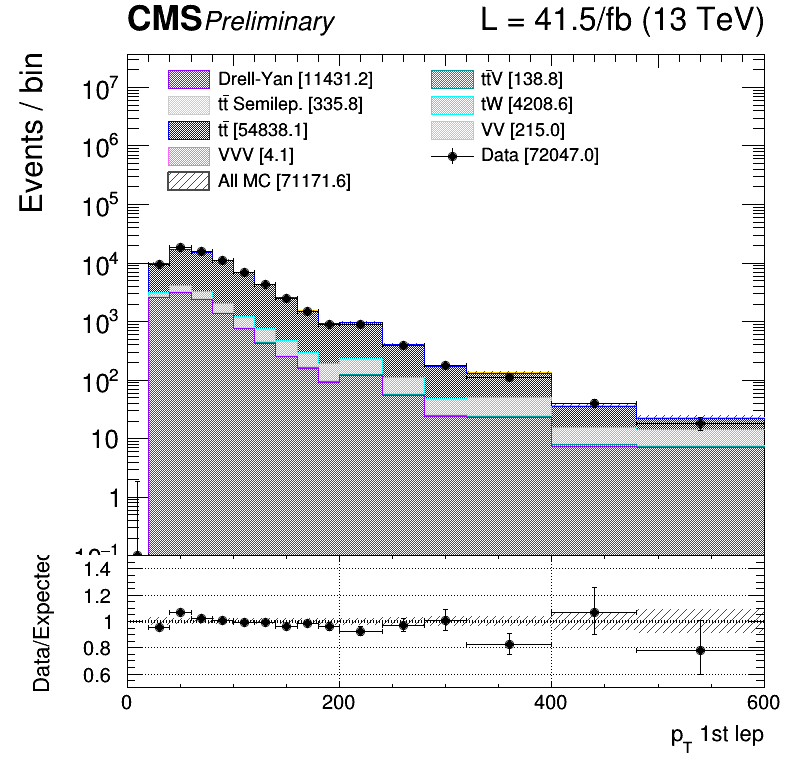 CMS Preliminary L = 41.5/fb (13 TeV)
Events / bin
Drell-Yan [11431.2]
tt̄ Semilep. [335.8]
tt̄ [54838.1]
VVV [4.1]
All MC [71171.6]
tt̄V [138.8]
tW [4208.6]
VV [215.0]
Data [72047.0]
10⁷
10⁶
10⁵
10⁴
10³
10²
10
1
10⁻¹
Data/Expected
1.4
1.2
1
0.8
0.6
0 200 400 600
p_T 1st lep